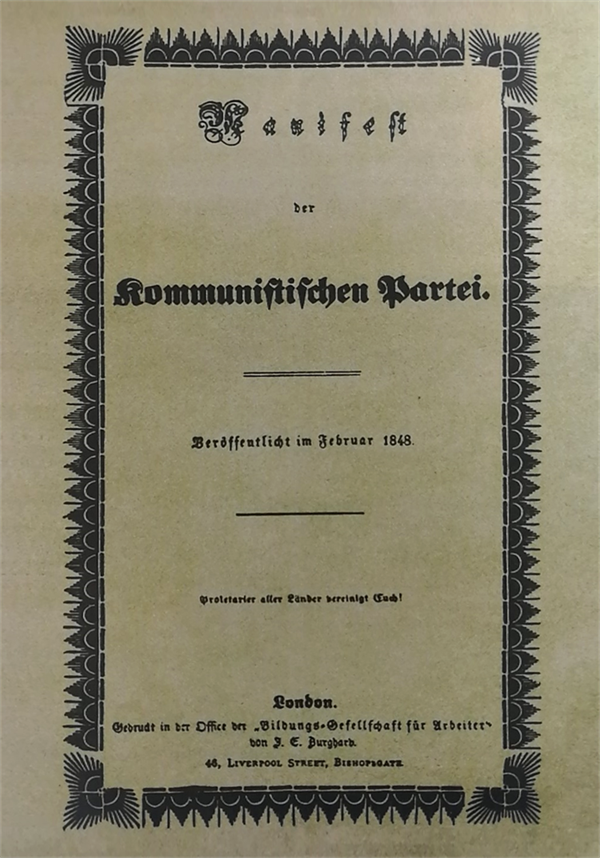 Manifest
der
Kommunistischen Partei.
Veröffentlicht im Februar 1848.
Proletarier aller Länder vereinigt Euch!
London.
Gedruckt in der Office der „Bildungs-Gesellschaft für Arbeiter“
von J. E. Burghard.
46, LIVERPOOL STREET, BISHOPSGATE